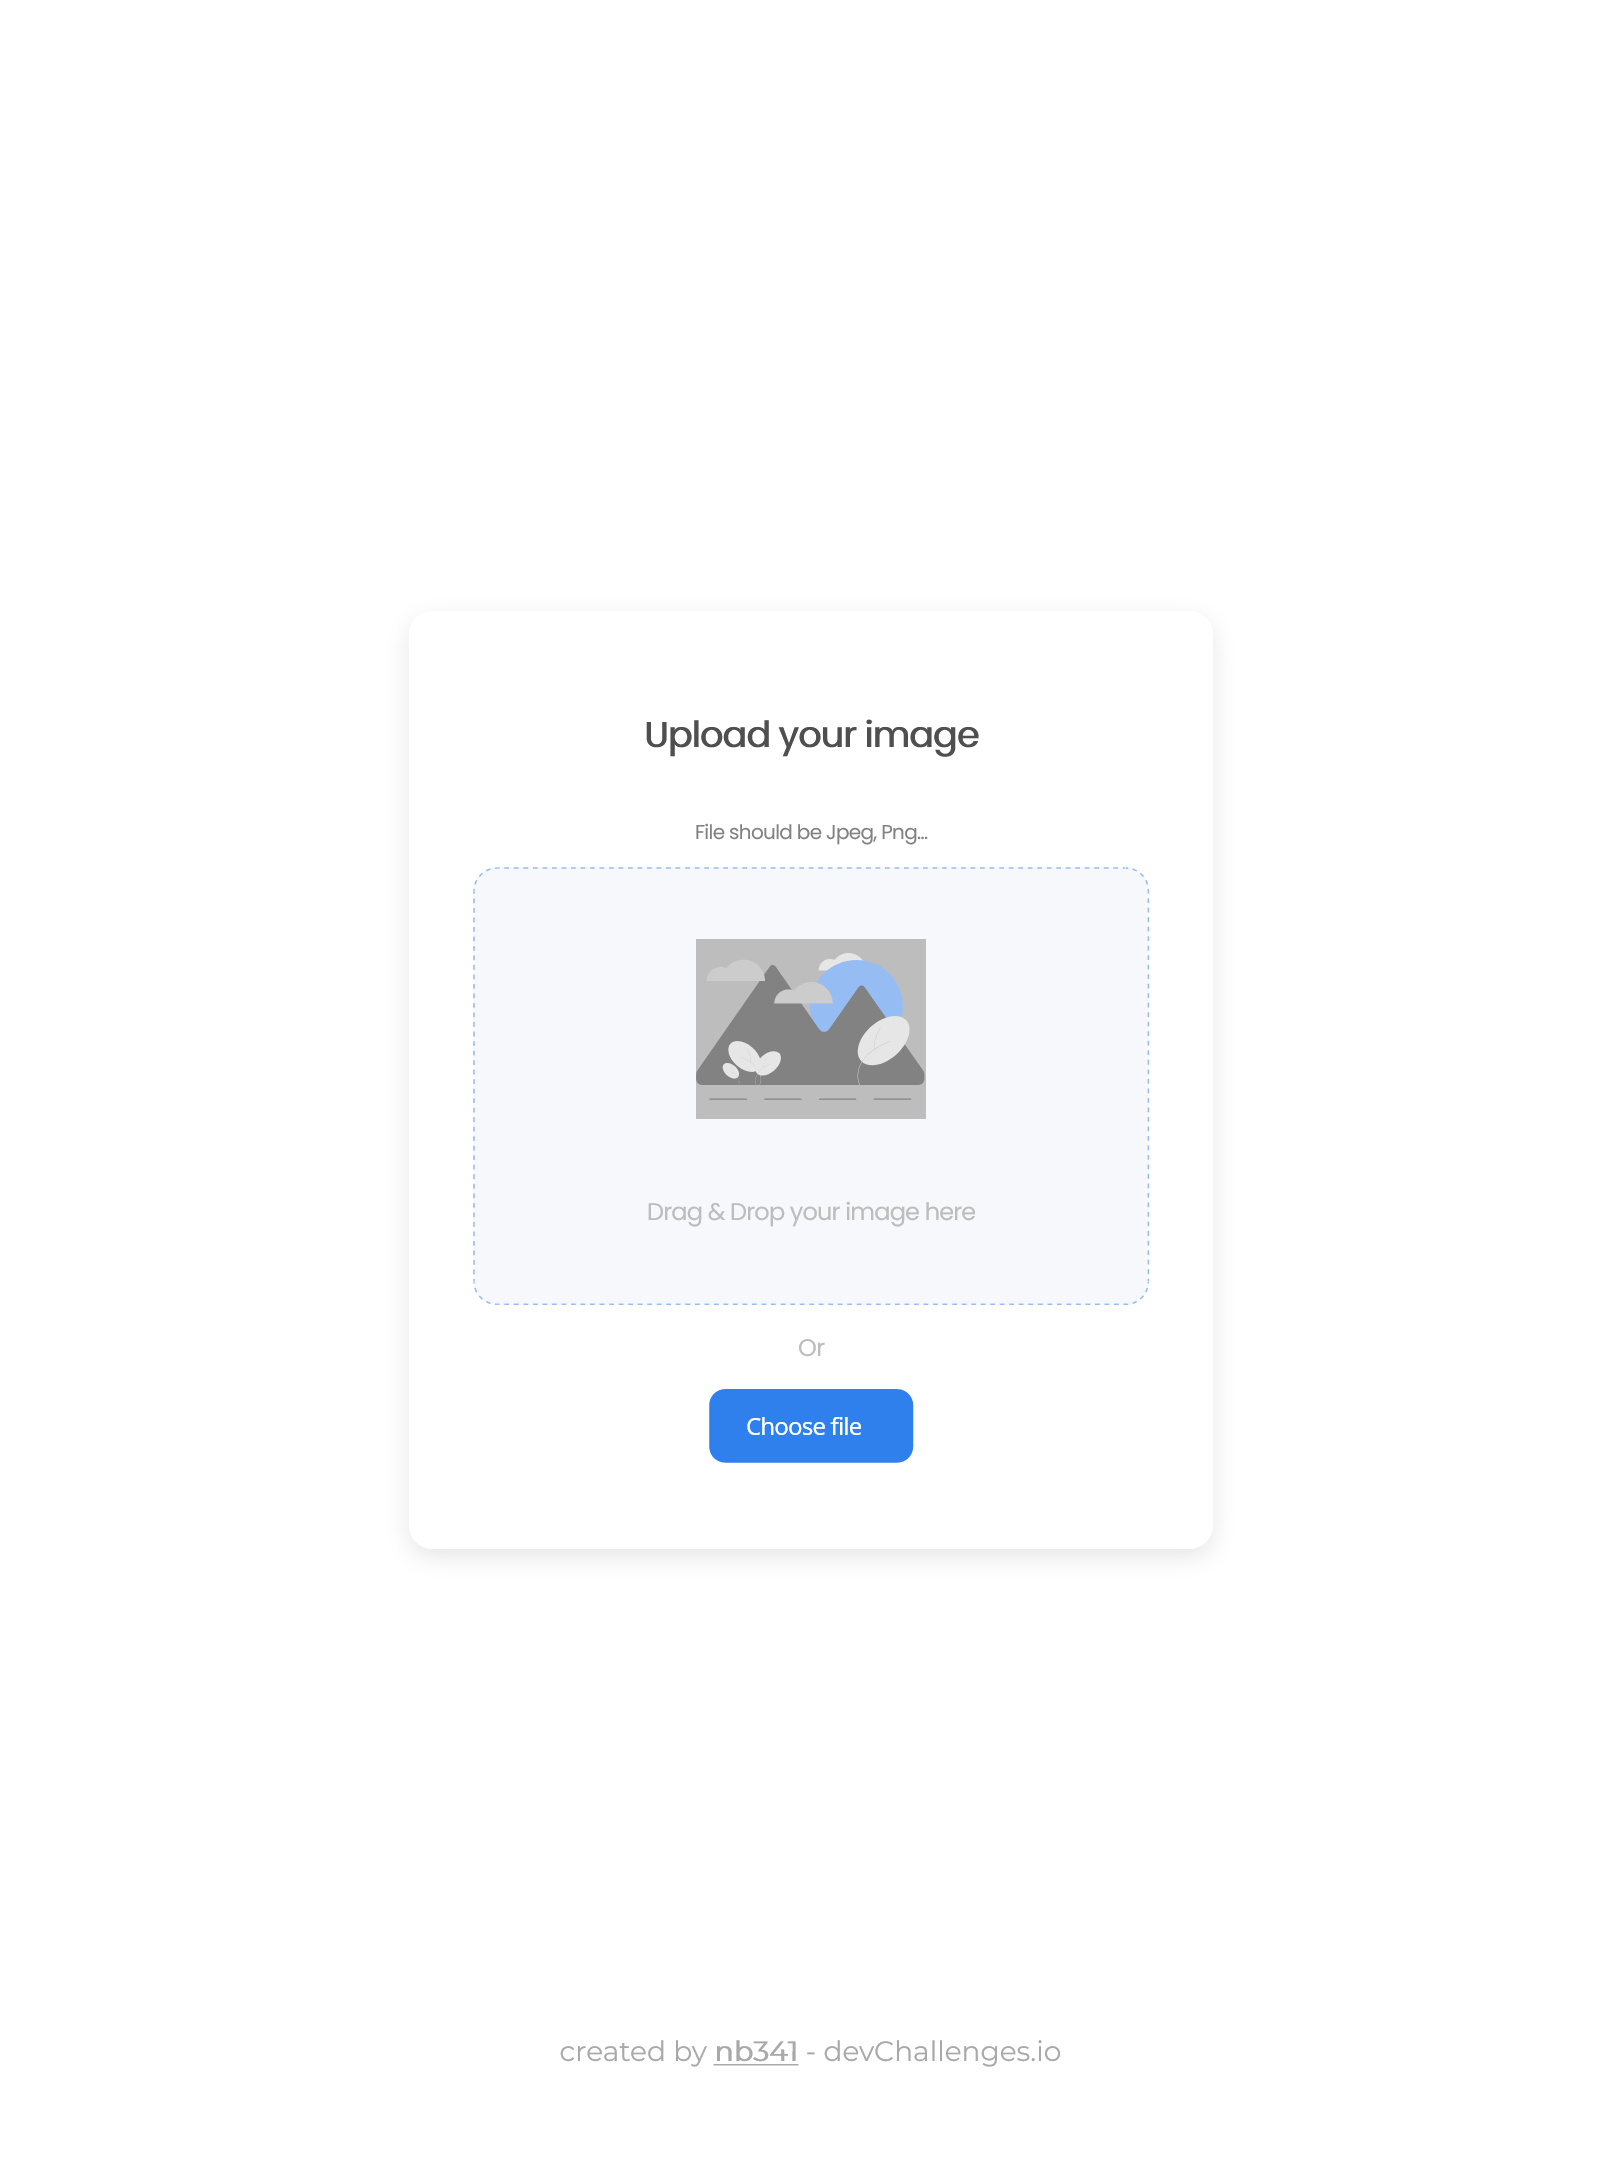 Upload your image
File should be Jpeg, Png...
Drag & Drop your image here
Or
Choose file
created by nb341 - devChallenges.io